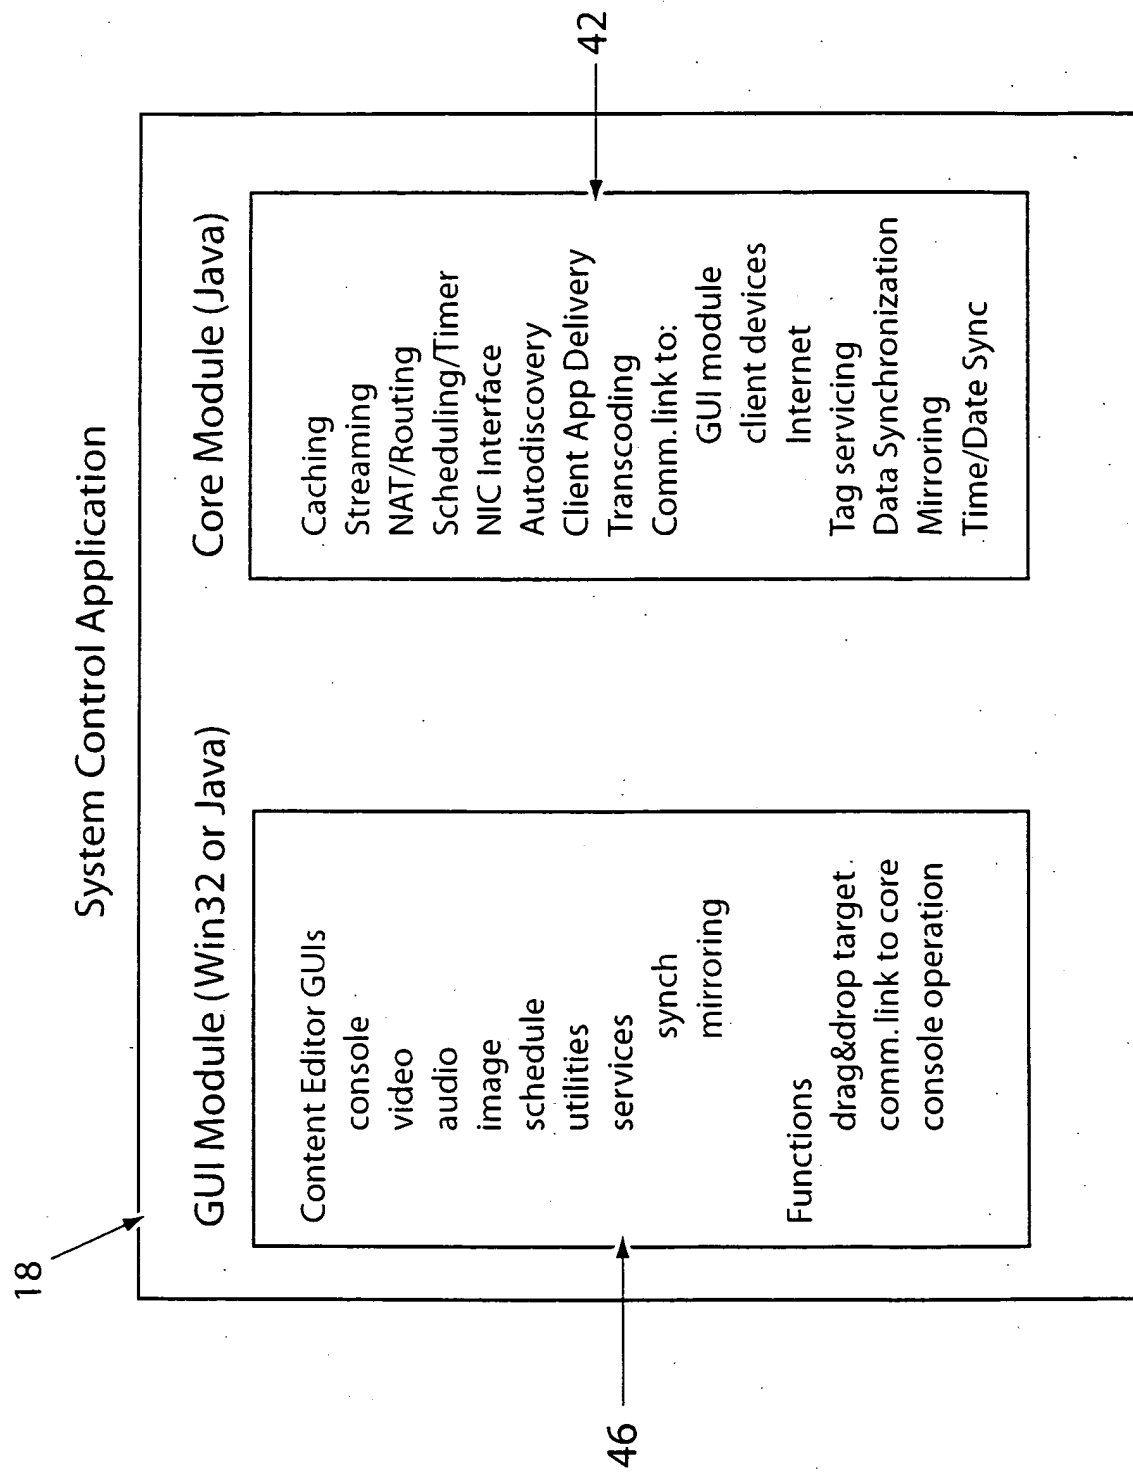 System Control Application
18
GUI Module (Win32 or Java)
Content Editor GUIs
console
video
audio
image
schedule
utilities
services
synch
mirroring
Functions
drag&drop target
comm. link to core
console operation
46
Core Module (Java)
Caching
Streaming
NAT/Routing
Scheduling/Timer
NIC Interface
Autodiscovery
Client App Delivery
Transcoding
Comm. link to:
GUI module
client devices
Internet
Tag servicing
Data Synchronization
Mirroring
Time/Date Sync
42